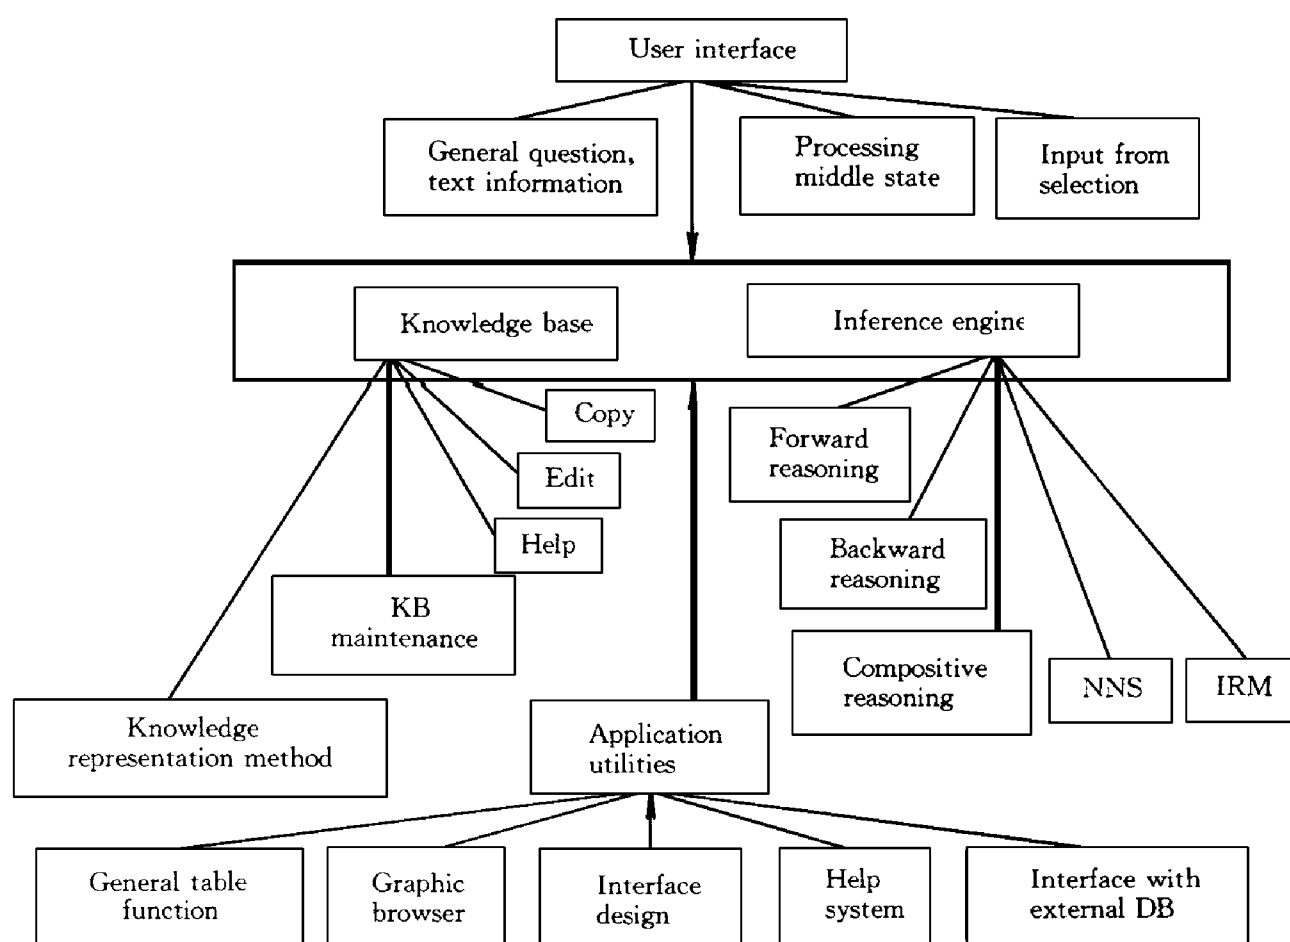 User interface
General question,
text information
Processing
middle state
Input from
selection
Knowledge base
Inference engine
Copy
Edit
Help
KB
maintenance
Knowledge
representation method
Forward
reasoning
Backward
reasoning
Compositive
reasoning
NNS
IRM
Application
utilities
General table
function
Graphic
browser
Interface
design
Help
system
Interface with
external DB